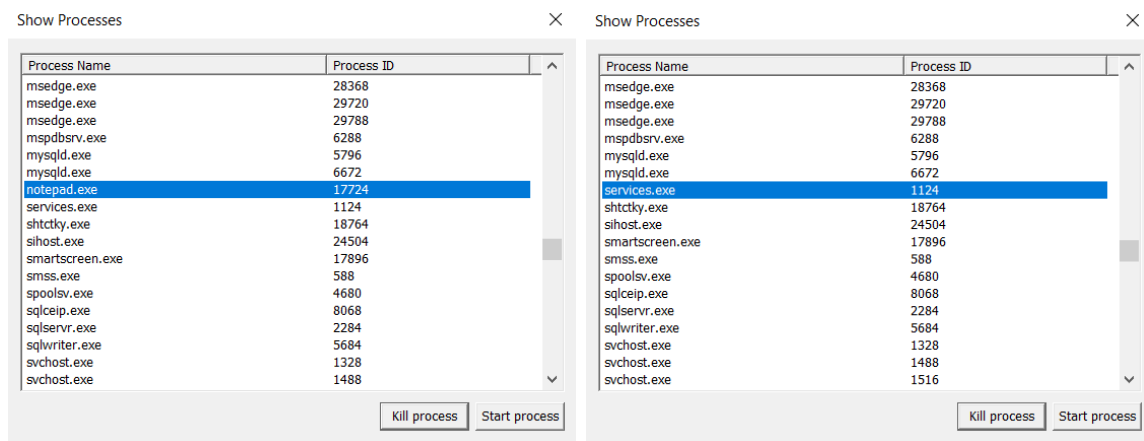 Show Processes
Process Name Process ID
msedge.exe 28368
msedge.exe 29720
msedge.exe 29788
mspdbsrv.exe 6288
mysqld.exe 5796
mysqld.exe 6672
notepad.exe 17724
services.exe 1124
shtctky.exe 18764
sihost.exe 24504
smartscreen.exe 17896
smss.exe 588
spoolsv.exe 4680
sqlceip.exe 8068
sqlservr.exe 2284
sqlwriter.exe 5684
svchost.exe 1328
svchost.exe 1488
Kill process Start process
Show Processes
Process Name Process ID
msedge.exe 28368
msedge.exe 29720
msedge.exe 29788
mspdbsrv.exe 6288
mysqld.exe 5796
mysqld.exe 6672
services.exe 1124
shtctky.exe 18764
sihost.exe 24504
smartscreen.exe 17896
smss.exe 588
spoolsv.exe 4680
sqlceip.exe 8068
sqlservr.exe 2284
sqlwriter.exe 5684
svchost.exe 1328
svchost.exe 1488
svchost.exe 1516
Kill process Start process